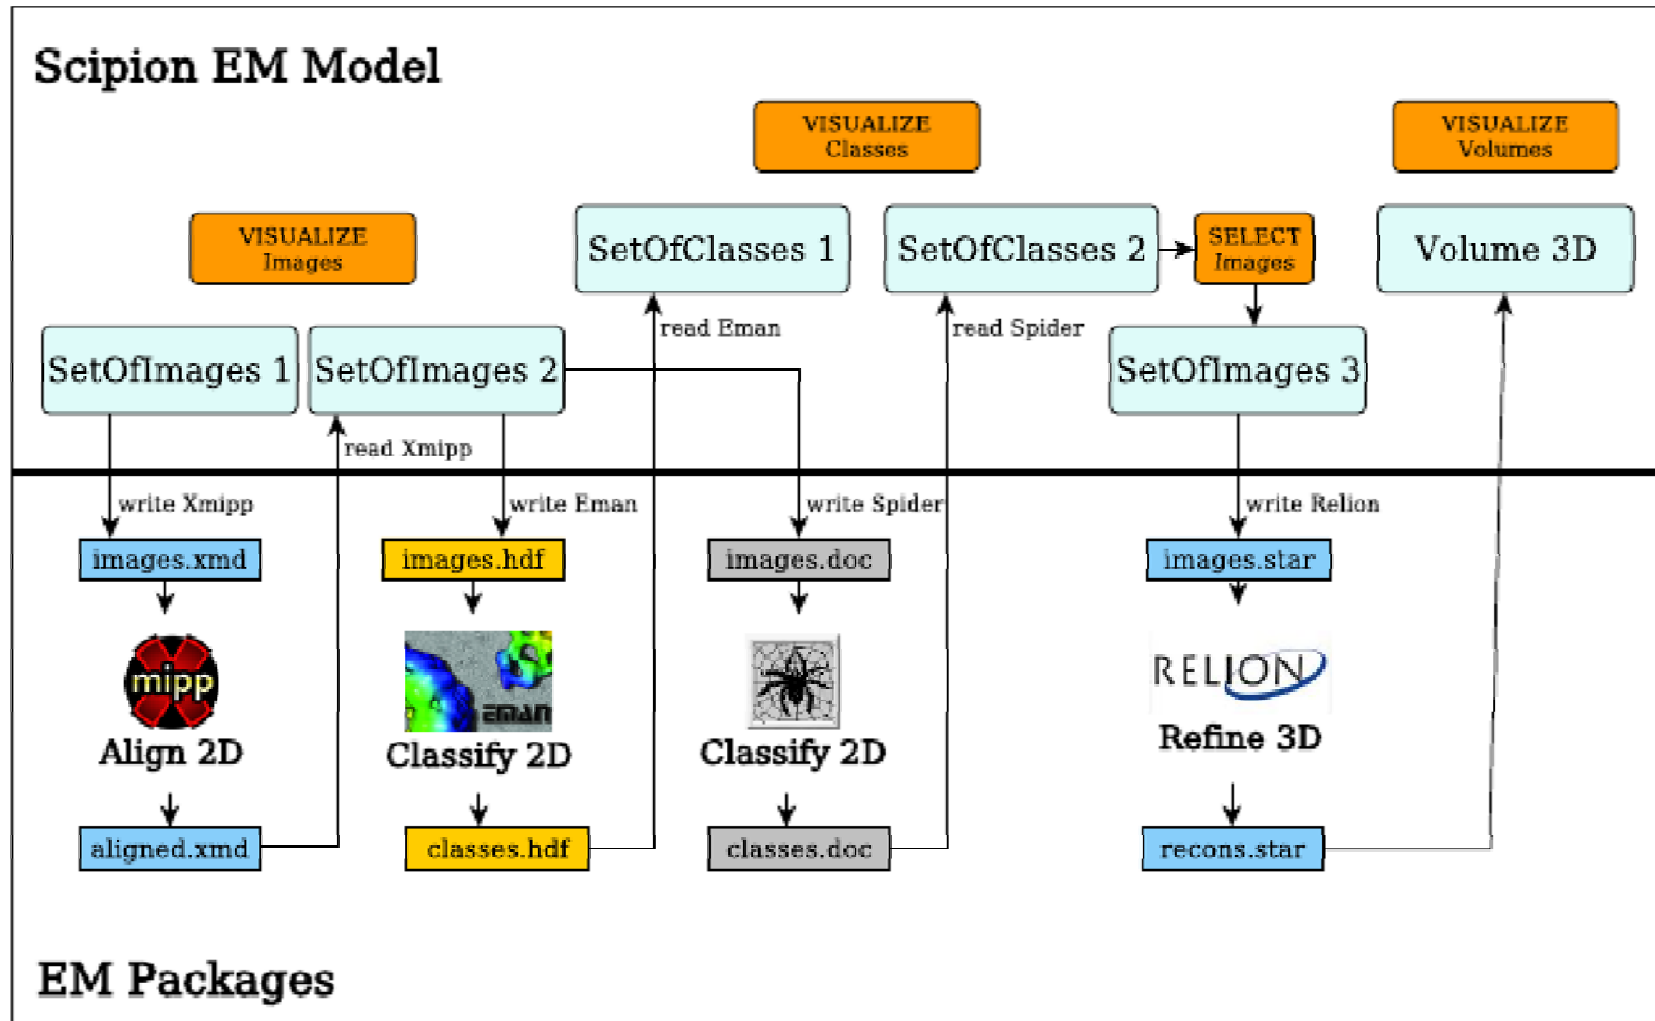 Scipion EM Model
VISUALIZE
Classes
VISUALIZE
Volumes
VISUALIZE
Images
SetOfClasses 1
SetOfClasses 2
SELECT
Images
Volume 3D
read Eman
read Spider
SetOfImages 1
SetOfImages 2
SetOfImages 3
read Xmipp
write Xmipp
write Eman
write Spider
write Relion
images.xmd
images.hdf
images.doc
images.star
mipp
EMAN
RELION
Align 2D
Classify 2D
Classify 2D
Refine 3D
aligned.xmd
classes.hdf
classes.doc
recons.star
EM Packages